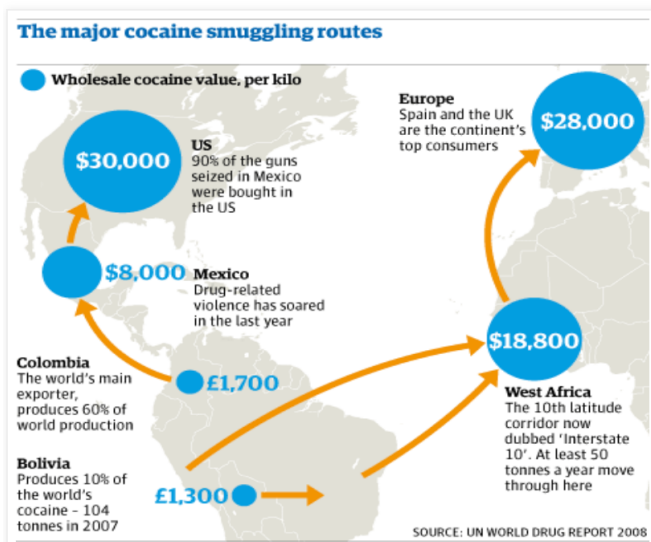 The major cocaine smuggling routes
Wholesale cocaine value, per kilo
$30,000
US
90% of the guns
seized in Mexico
were bought in
the US
Europe
Spain and the UK
are the continent's
top consumers
$28,000
$8,000
Mexico
Drug-related
violence has soared
in the last year
$18,800
West Africa
The 10th latitude
corridor now
dubbed 'Interstate
10'. At least 50
tonnes a year move
through here
Colombia
The world's main
exporter,
produces 60% of
world production
£1,700
Bolivia
Produces 10% of
the world's
cocaine – 104
tonnes in 2007
£1,300
SOURCE: UN WORLD DRUG REPORT 2008